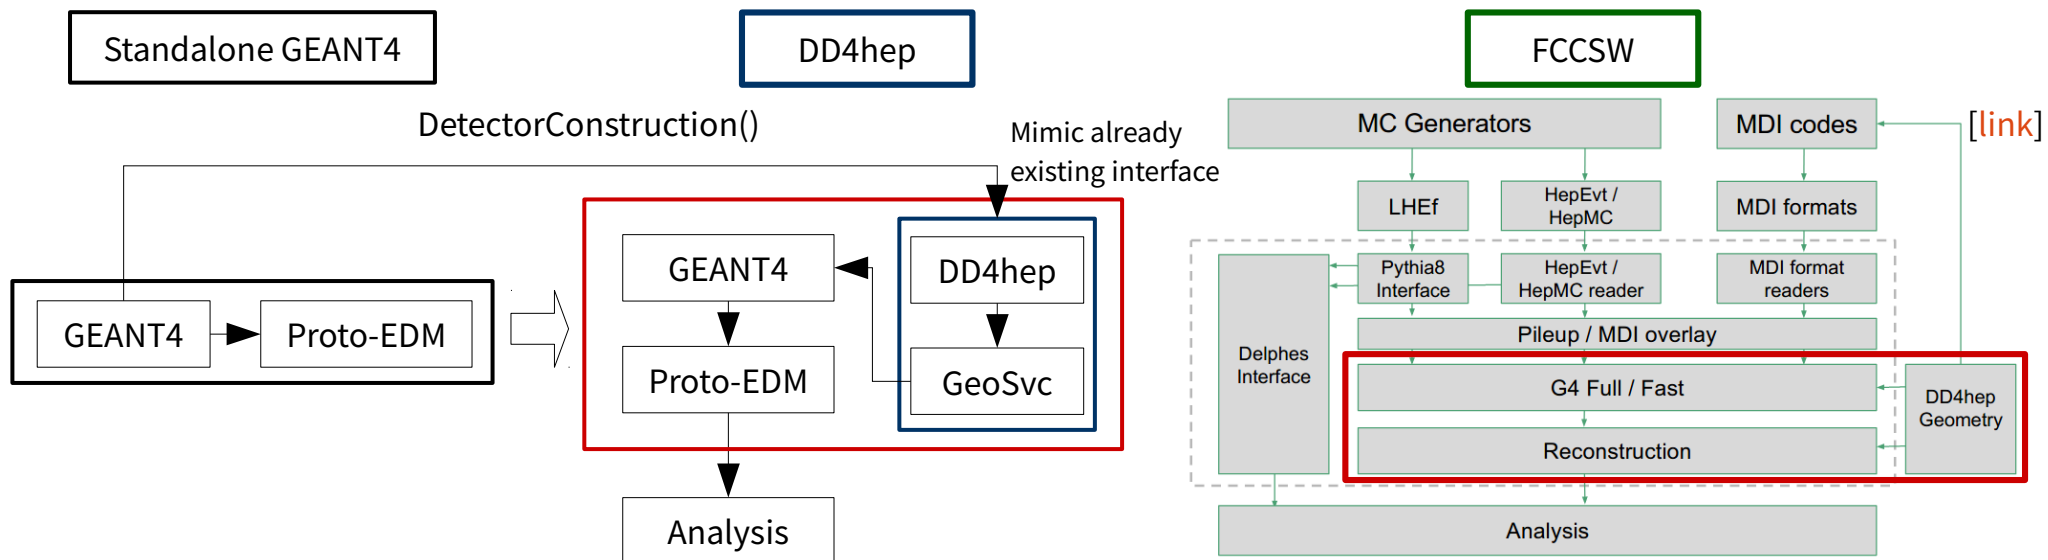 Standalone GEANT4
DD4hep
FCCSW
DetectorConstruction()
Mimic already
existing interface
GEANT4
Proto-EDM
GEANT4
Proto-EDM
DD4hep
GeoSvc
Analysis
MC Generators
MDI codes
[link]
LHEf
HepEvt /
HepMC
MDI formats
Pythia8
Interface
HepEvt /
HepMC reader
MDI format
readers
Pileup / MDI overlay
Delphes
Interface
G4 Full / Fast
DD4hep
Geometry
Reconstruction
Analysis